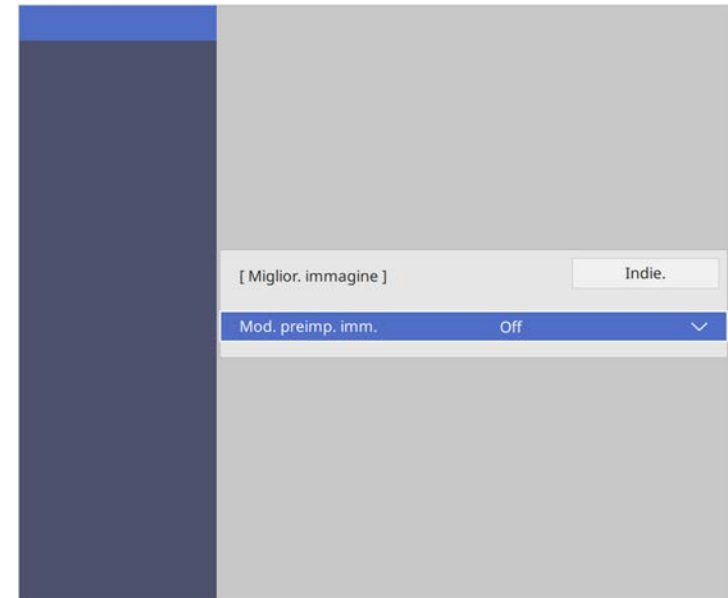 [ Miglior. immagine ] Indie.
Mod. preimp. imm. Off